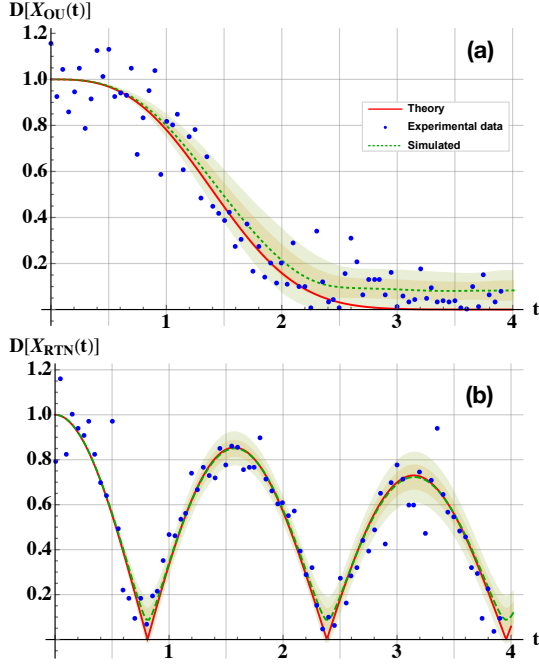 D[X_OU(t)]
(a)
1.2
1.0
0.8
0.6
0.4
0.2
Theory
Experimental data
Simulated
1
2
3
4
t
D[X_RTN(t)]
(b)
1.2
1.0
0.8
0.6
0.4
0.2
1
2
3
4
t